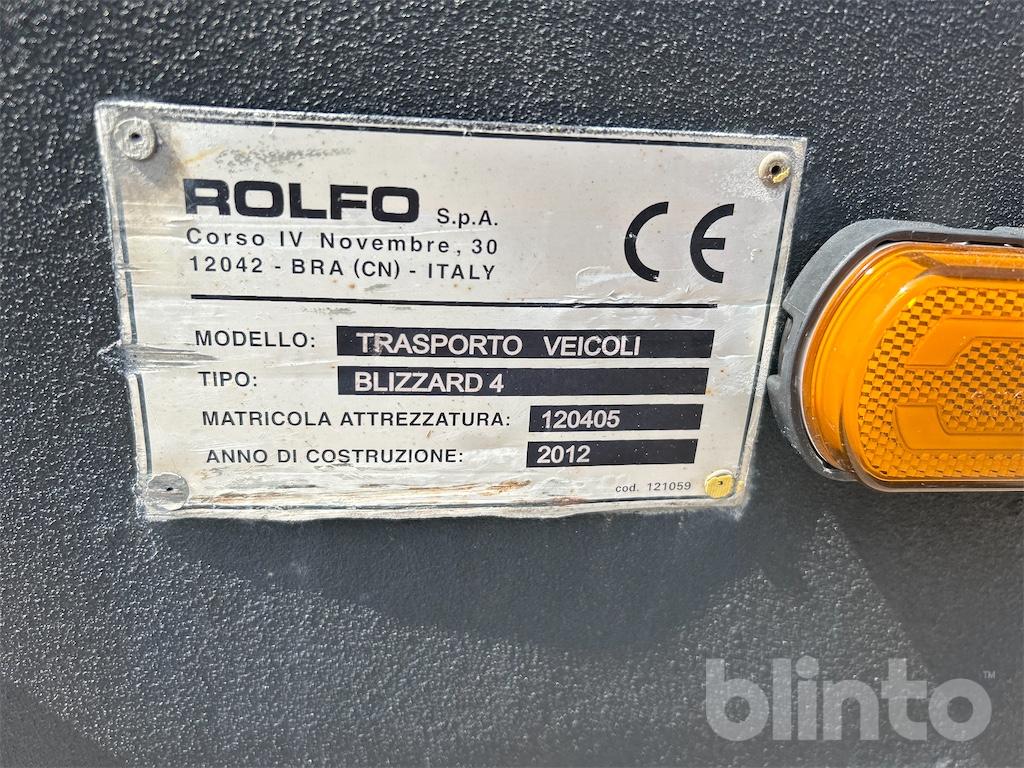 ROLFO S.p.A.
Corso IV Novembre, 30
12042 - BRA (CN) - ITALY
CE
MODELLO: TRASPORTO VEICOLI
TIPO: BLIZZARD 4
MATRICOLA ATTREZZATURA: 120405
ANNO DI COSTRUZIONE: 2012
cod. 121059
blinto™